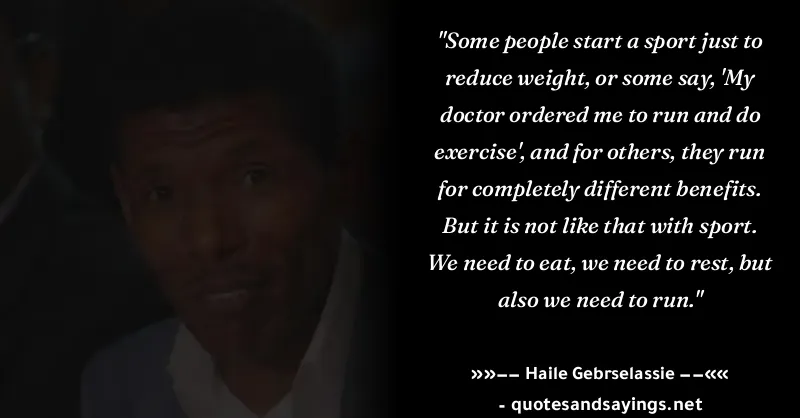 "Some people start a sport just to
reduce weight, or some say, 'My
doctor ordered me to run and do
exercise', and for others, they run
for completely different benefits.
But it is not like that with sport.
We need to eat, we need to rest, but
also we need to run."
»»—— Haile Gebrselassie ——««
- quotesandsayings.net